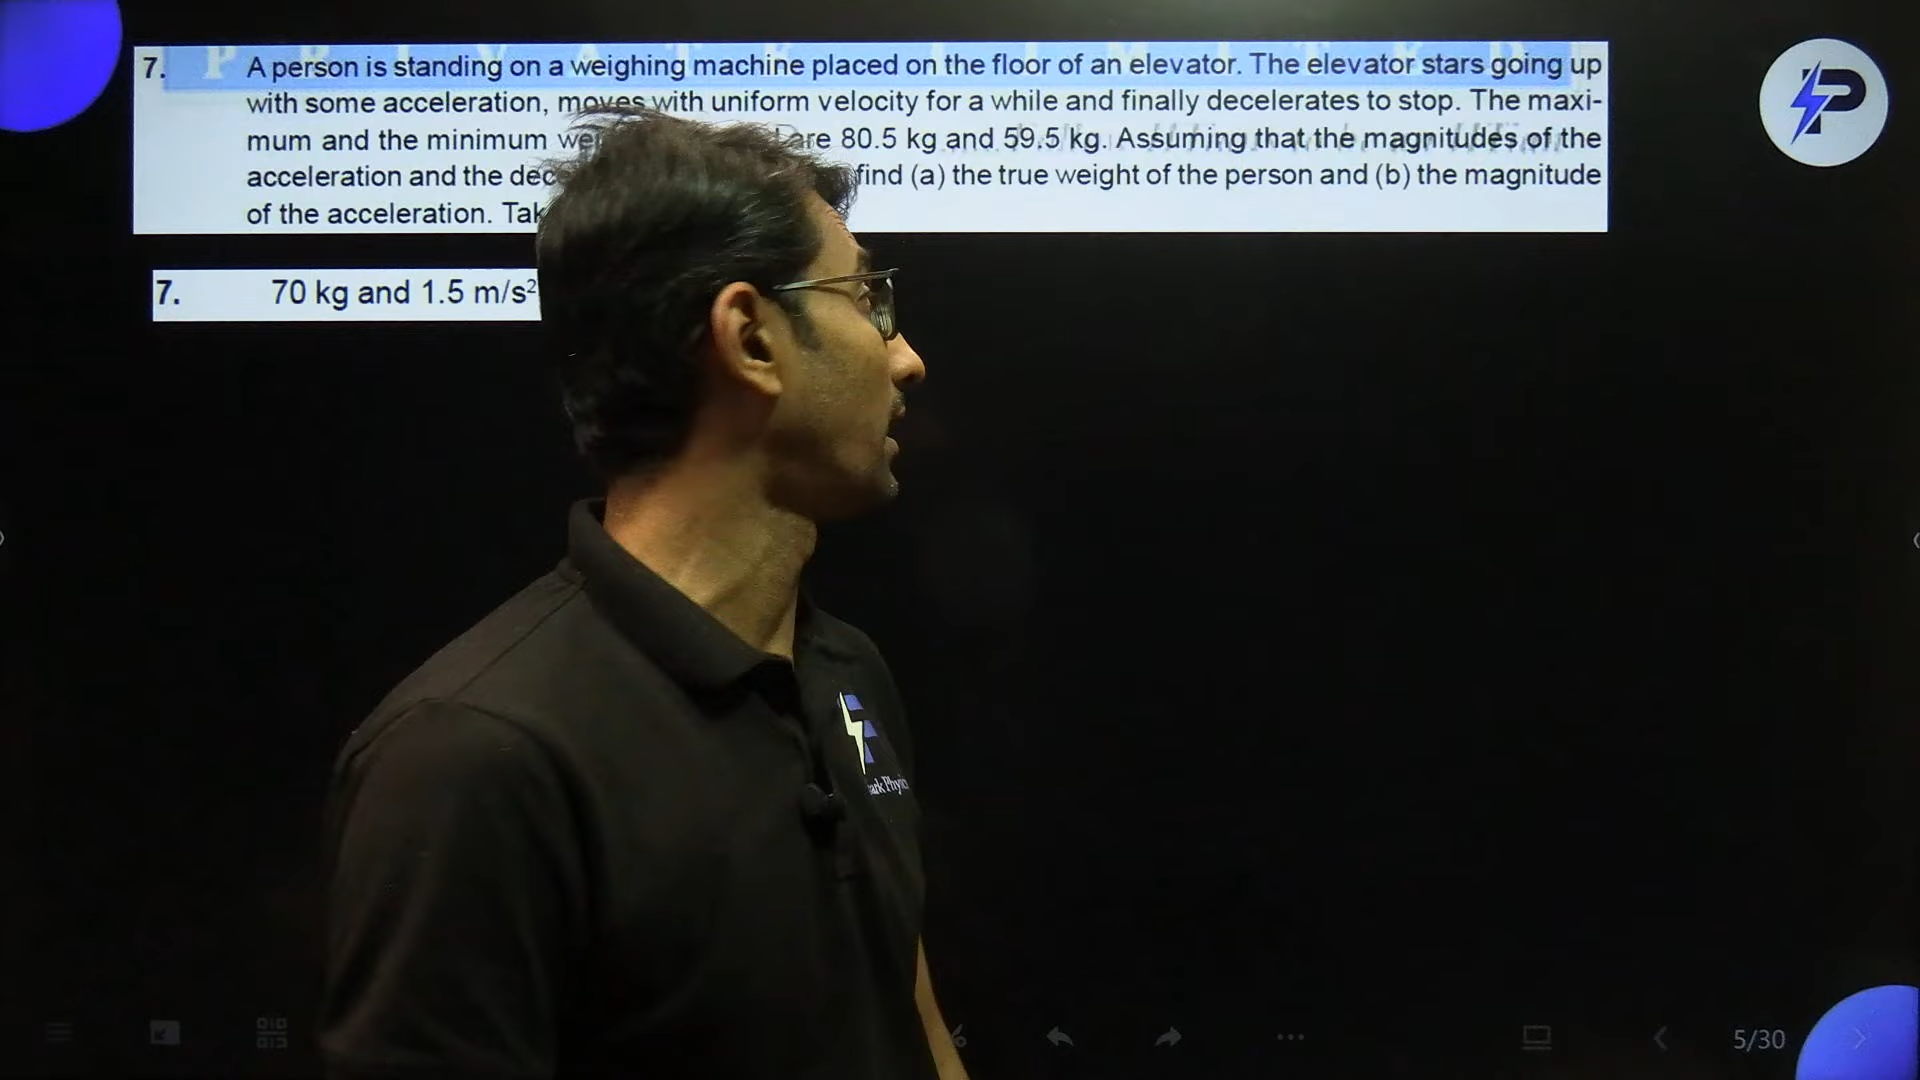 P R I V A T E L I M I T E D
7. A person is standing on a weighing machine placed on the floor of an elevator. The elevator stars going up
with some acceleration, moves with uniform velocity for a while and finally decelerates to stop. The maxi-
mum and the minimum are 80.5 kg and 59.5 kg. Assuming that the magnitudes of the
acceleration and the find (a) the true weight of the person and (b) the magnitude
of the acceleration.
7. 70 kg and 1.5 m/s²
P
5/30